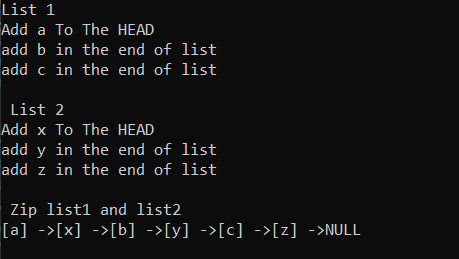 List 1
Add a To The HEAD
add b in the end of list
add c in the end of list
List 2
Add x To The HEAD
add y in the end of list
add z in the end of list
Zip list1 and list2
[a] ->[x] ->[b] ->[y] ->[c] ->[z] ->NULL